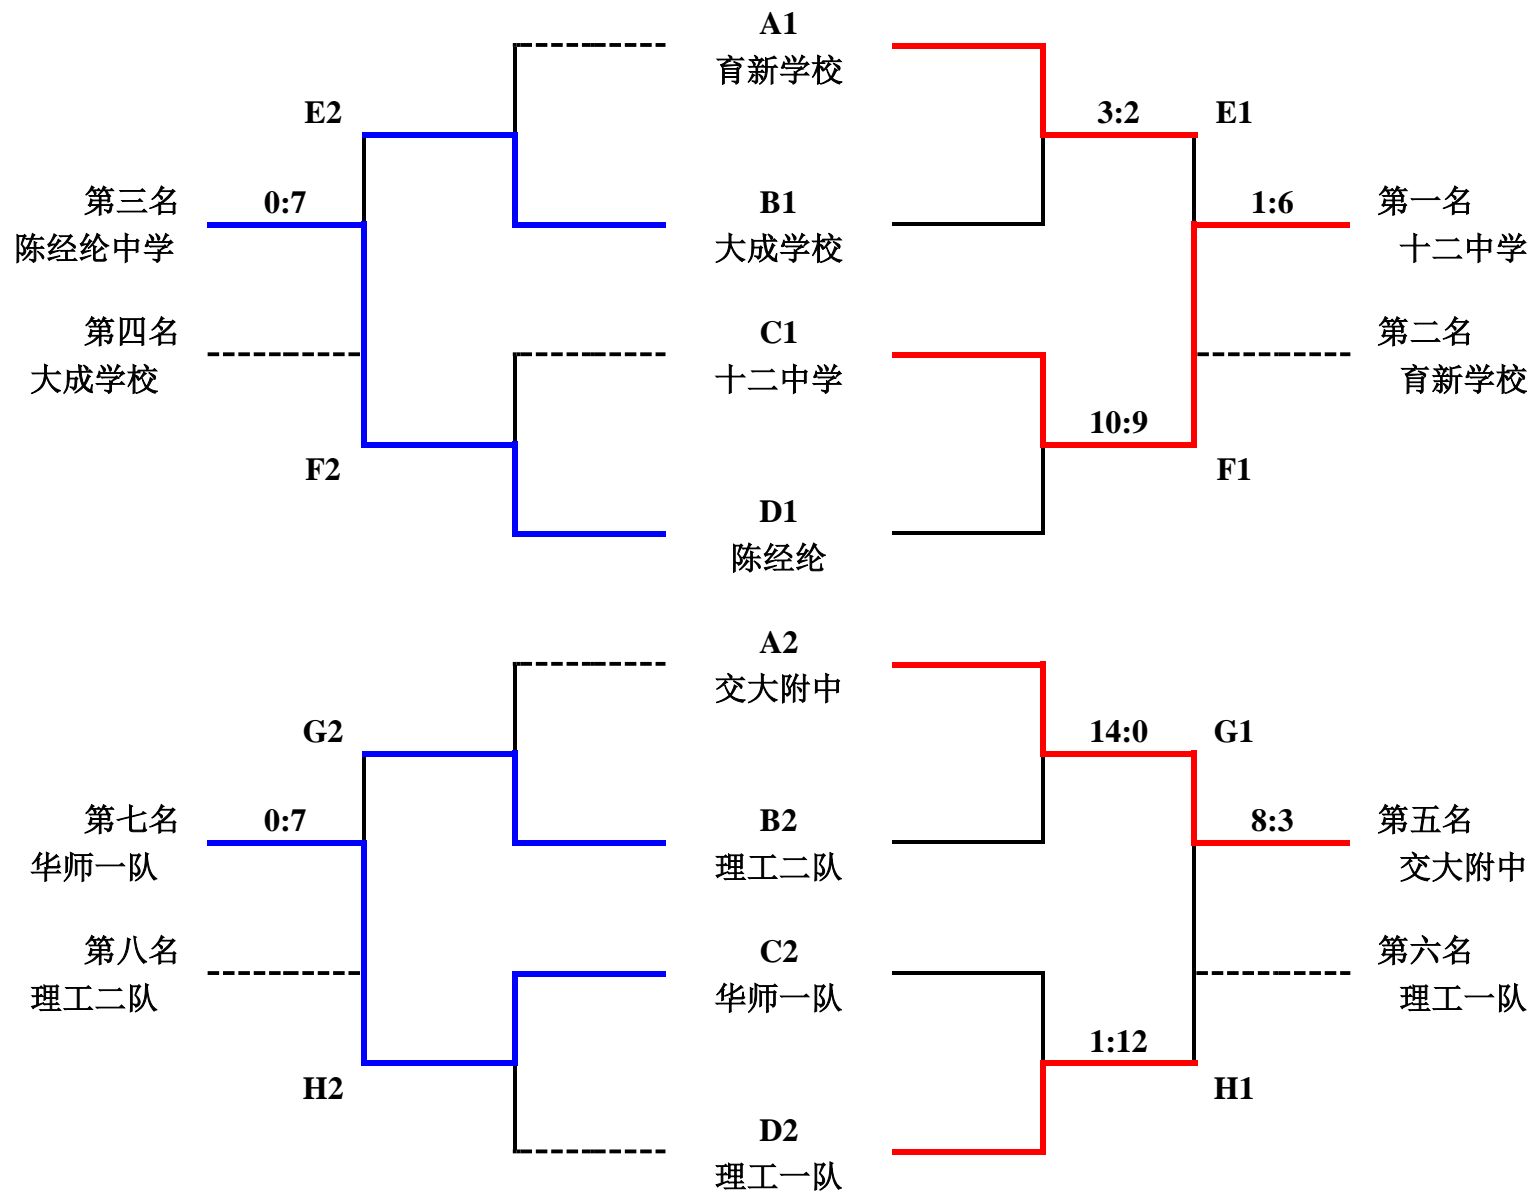 A1
育新学校
E2
3:2
E1
第三名
0:7
B1
1:6
第一名
陈经纶中学
大成学校
十二中学
第四名
C1
第二名
大成学校
十二中学
育新学校
10:9
F2
F1
D1
陈经纶
A2
交大附中
G2
14:0
G1
第七名
0:7
B2
8:3
第五名
华师一队
理工二队
交大附中
第八名
C2
第六名
理工二队
华师一队
理工一队
1:12
H2
H1
D2
理工一队